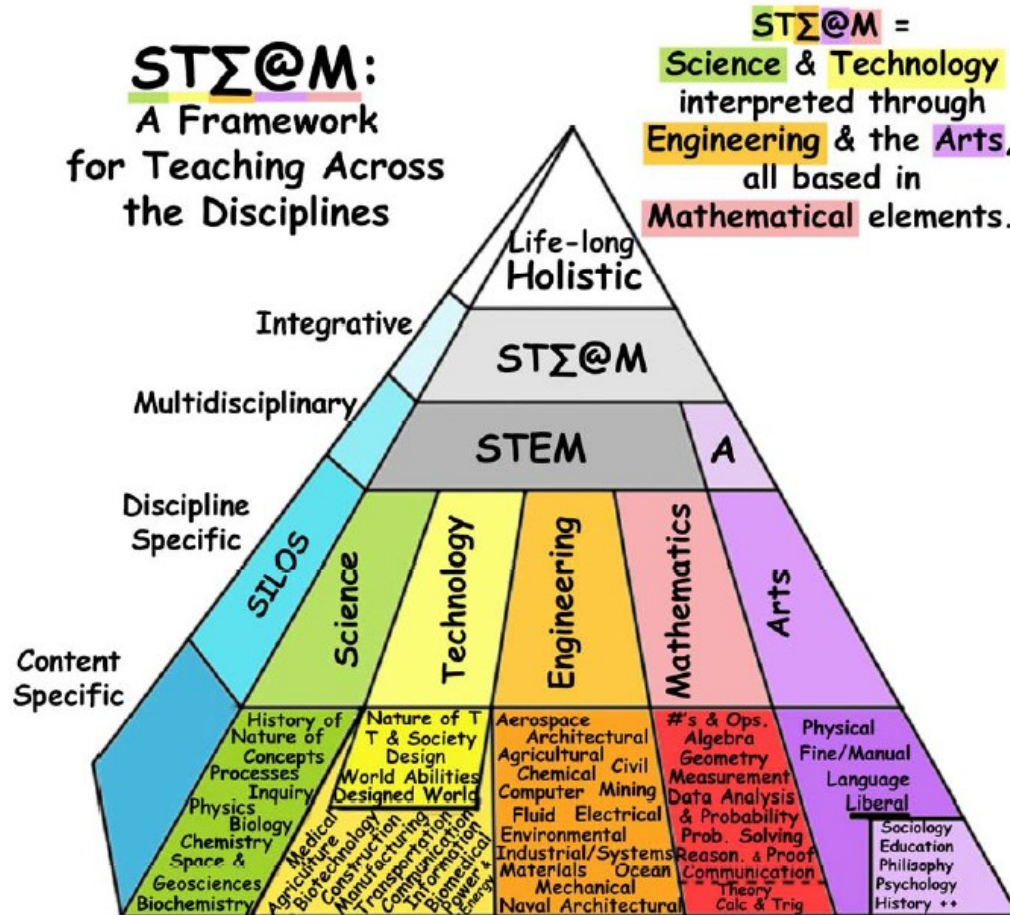 STΣ@M:
A Framework
for Teaching Across
the Disciplines
STΣ@M =
Science & Technology
interpreted through
Engineering & the Arts,
all based in
Mathematical elements.
Life-long
Holistic
Integrative
STΣ@M
Multidisciplinary
STEM
A
Discipline
Specific
SILOS
Science
Technology
Engineering
Mathematics
Arts
Content
Specific
History of
Nature of
Concepts
Processes
Inquiry
Physics
Biology
Chemistry
Space &
Geosciences
Biochemistry
Nature of T
T & Society
Design
World Abilities
Designed World
Medical
Agriculture
Biotechnology
Construction
Manufacturing
Transportation
Communication
Information
Biomedical
Power &
Energy
Aerospace
Architectural
Agricultural
Chemical Civil
Computer Mining
Fluid Electrical
Environmental
Industrial/Systems
Materials Ocean
Mechanical
Naval Architectural
#'s & Ops.
Algebra
Geometry
Measurement
Data Analysis
& Probability
Prob. Solving
Reason. & Proof
Communication
Theory
Calc & Trig
Physical
Fine/Manual
Language
Liberal
Sociology
Education
Philisophy
Psychology
History ++